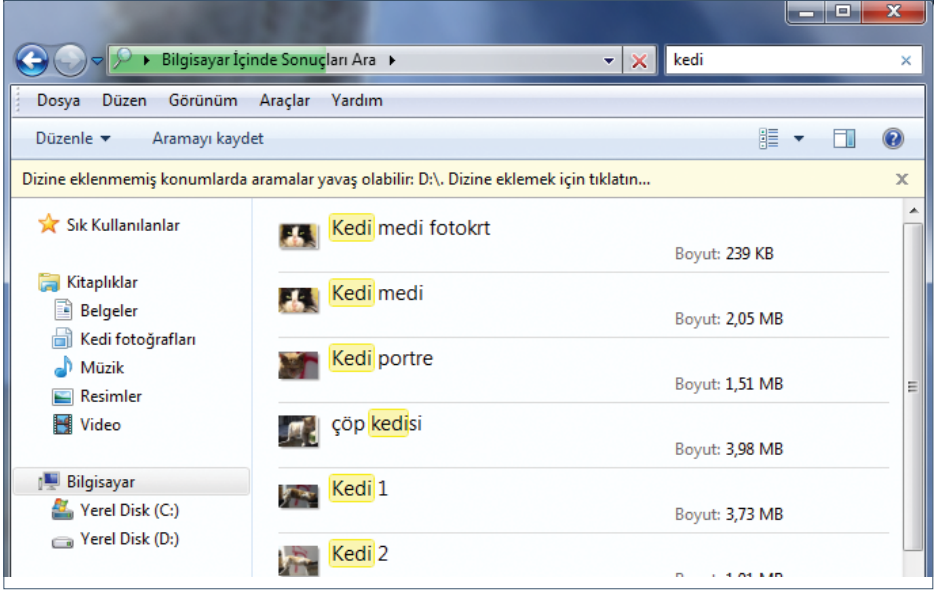 Bilgisayar İçinde Sonuçları Ara
kedi
Dosya Düzen Görünüm Araçlar Yardım
Düzenle Aramayı kaydet
Dizine eklenmemiş konumlarda aramalar yavaş olabilir: D:\. Dizine eklemek için tıklatın...
Sık Kullanılanlar
Kitaplıklar
Belgeler
Kedi fotoğrafları
Müzik
Resimler
Video
Bilgisayar
Yerel Disk (C:)
Yerel Disk (D:)
Kedi medi fotokrt
Boyut: 239 KB
Kedi medi
Boyut: 2,05 MB
Kedi portre
Boyut: 1,51 MB
çöp kedisi
Boyut: 3,98 MB
Kedi 1
Boyut: 3,73 MB
Kedi 2